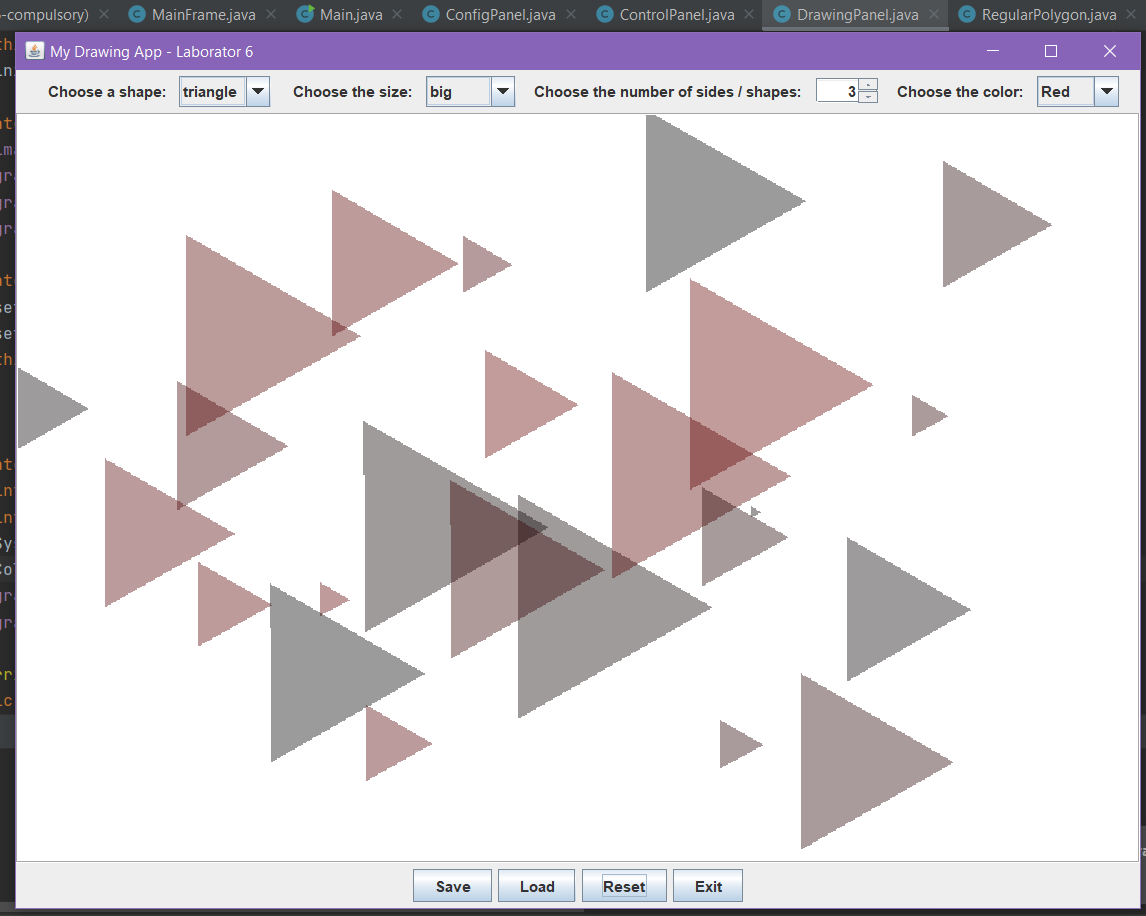 -compulsory) MainFrame.java Main.java ConfigPanel.java ControlPanel.java DrawingPanel.java RegularPolygon.java
My Drawing App - Laborator 6
Choose a shape: triangle Choose the size: big Choose the number of sides / shapes: 3 Choose the color: Red
Save Load Reset Exit